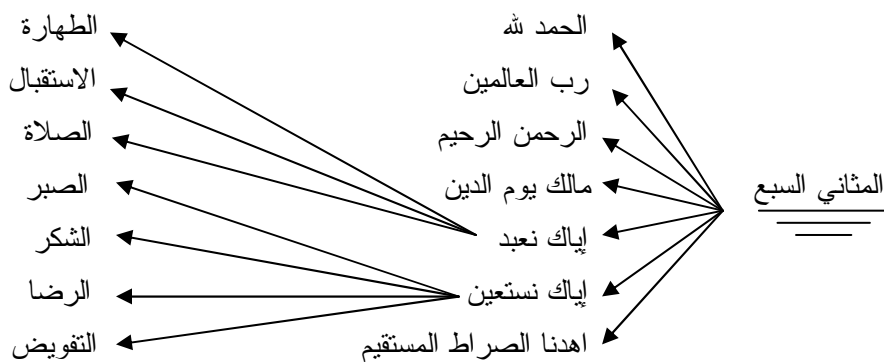 المثاني السبع
الحمد لله
رب العالمين
الرحمن الرحيم
مالك يوم الدين
إياك نعبد
إياك نستعين
اهدنا الصراط المستقيم
الطهارة
الاستقبال
الصلاة
الصبر
الشكر
الرضا
التفويض